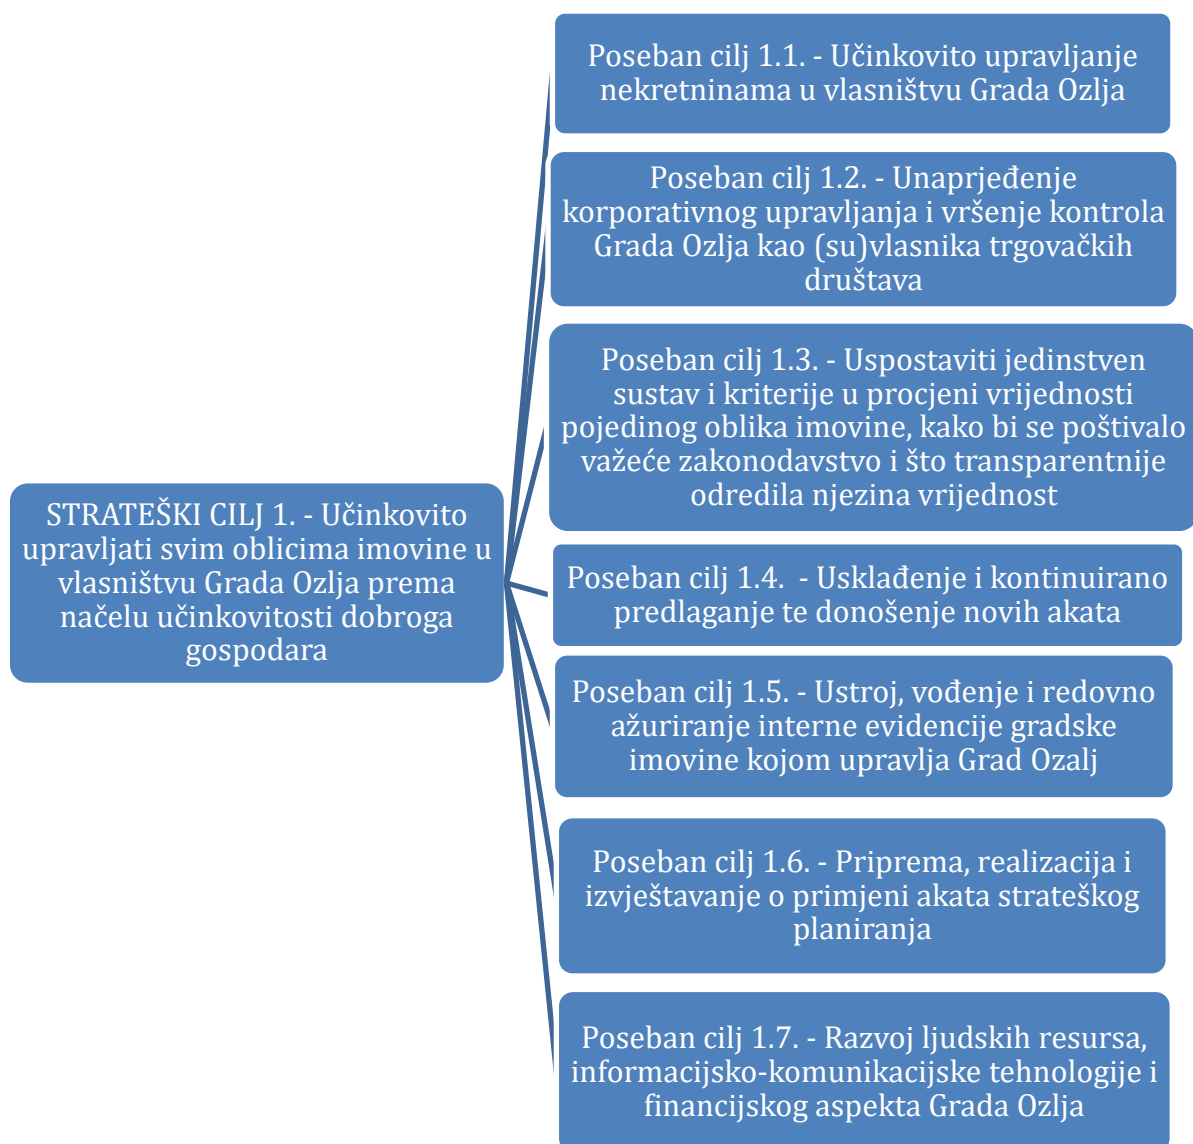 STRATEŠKI CILJ 1. - Učinkovito
upravljati svim oblicima imovine u
vlasništvu Grada Ozlja prema
načelu učinkovitosti dobroga
gospodara
Poseban cilj 1.1. - Učinkovito upravljanje
nekretninama u vlasništvu Grada Ozlja
Poseban cilj 1.2. - Unaprjeđenje
korporativnog upravljanja i vršenje kontrola
Grada Ozlja kao (su)vlasnika trgovačkih
društava
Poseban cilj 1.3. - Uspostaviti jedinstven
sustav i kriterije u procjeni vrijednosti
pojedinog oblika imovine, kako bi se poštivalo
važeće zakonodavstvo i što transparentnije
odredila njezina vrijednost
Poseban cilj 1.4. - Usklađenje i kontinuirano
predlaganje te donošenje novih akata
Poseban cilj 1.5. - Ustroj, vođenje i redovno
ažuriranje interne evidencije gradske
imovine kojom upravlja Grad Ozalj
Poseban cilj 1.6. - Priprema, realizacija i
izvještavanje o primjeni akata strateškog
planiranja
Poseban cilj 1.7. - Razvoj ljudskih resursa,
informacijsko-komunikacijske tehnologije i
financijskog aspekta Grada Ozlja